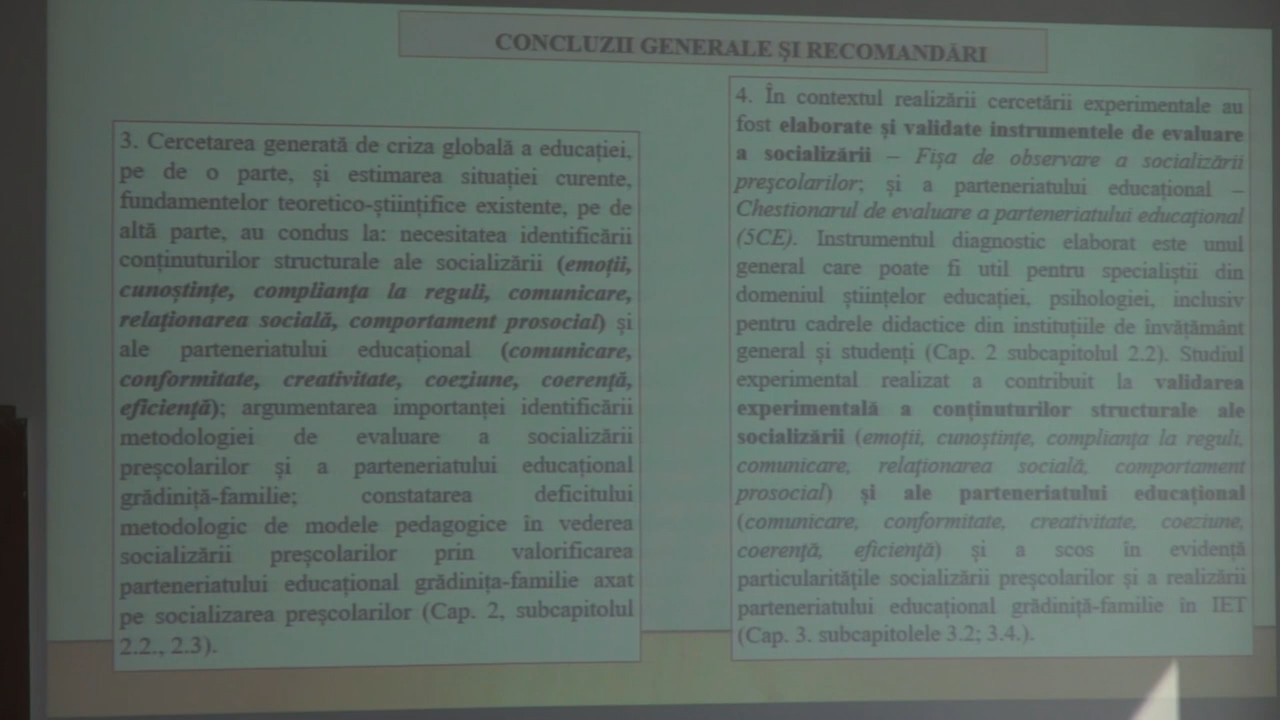 CONCLUZII GENERALE ȘI RECOMANDĂRI
3. Cercetarea generată de criza globală a educației,
pe de o parte, și estimarea situației curente,
fundamentelor teoretico-științifice existente, pe de
altă parte, au condus la: necesitatea identificării
conținuturilor structurale ale socializării (emoții,
cunoștințe, complianța la reguli, comunicare,
relaționarea socială, comportament prosocial) și
ale parteneriatului educațional (comunicare,
conformitate, creativitate, coeziune, coerență,
eficiență); argumentarea importanței identificării
metodologiei de evaluare a socializării
preșcolarilor și a parteneriatului educațional
grădiniță-familie; constatarea deficitului
metodologic de modele pedagogice în vederea
socializării preșcolarilor prin valorificarea
parteneriatului educațional grădinița-familie axat
pe socializarea preșcolarilor (Cap. 2, subcapitolul
2.2., 2.3).
4. În contextul realizării cercetării experimentale au
fost elaborate și validate instrumentele de evaluare
a socializării – Fișa de observare a socializării
preșcolarilor; și a parteneriatului educațional –
Chestionarul de evaluare a parteneriatului educațional
(5CE). Instrumentul diagnostic elaborat este unul
general care poate fi util pentru specialiștii din
domeniul științelor educației, psihologiei, inclusiv
pentru cadrele didactice din instituțiile de învățământ
general și studenți (Cap. 2 subcapitolul 2.2). Studiul
experimental realizat a contribuit la validarea
experimentală a conținuturilor structurale ale
socializării (emoții, cunoștințe, complianța la reguli,
comunicare, relaționarea socială, comportament
prosocial) și ale parteneriatului educațional
(comunicare, conformitate, creativitate, coeziune,
coerență, eficiență) și a scos în evidență
particularitățile socializării preșcolarilor și a realizării
parteneriatului educațional grădiniță-familie în IET
(Cap. 3. subcapitolele 3.2; 3.4.).